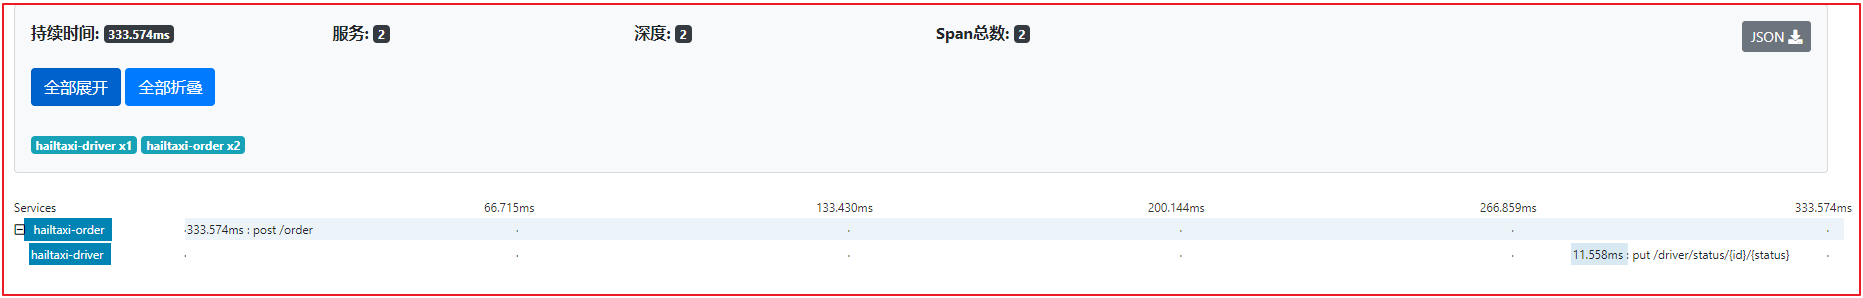 持续时间: 333.574ms 服务: 2 深度: 2 Span总数: 2 JSON
全部展开 全部折叠
hailtaxi-driver x1 hailtaxi-order x2
Services 66.715ms 133.430ms 200.144ms 266.859ms 333.574ms
hailtaxi-order 333.574ms : post /order
hailtaxi-driver 11.558ms : put /driver/status/{id}/{status}